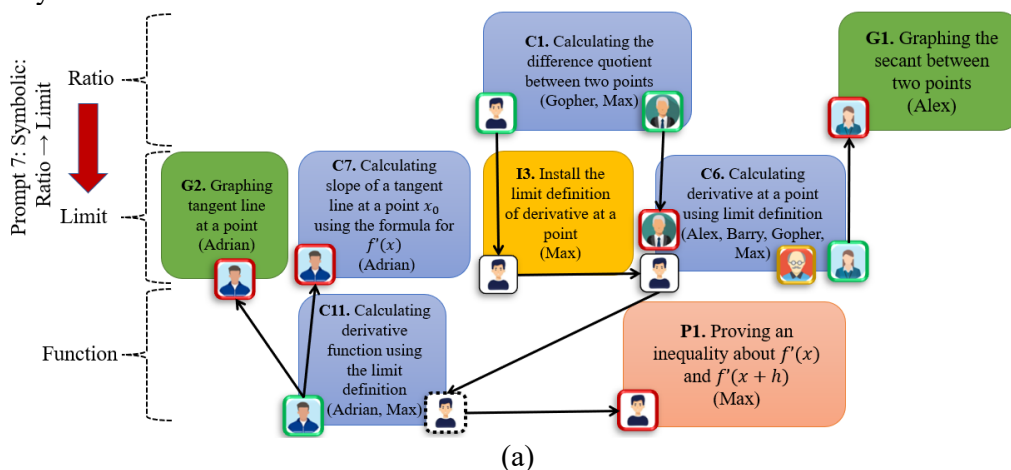 Prompt 7: Symbolic:
Ratio → Limit
Ratio
Limit
Function
C1. Calculating the
difference quotient
between two points
(Gopher, Max)
G1. Graphing the
secant between
two points
(Alex)
G2. Graphing
tangent line
at a point
(Adrian)
C7. Calculating
slope of a tangent
line at a point x₀
using the formula for
f'(x)
(Adrian)
I3. Install the
limit definition
of derivative at a
point
(Max)
C6. Calculating
derivative at a point
using limit definition
(Alex, Barry, Gopher,
Max)
C11. Calculating
derivative
function using
the limit
definition
(Adrian, Max)
P1. Proving an
inequality about f'(x)
and f'(x + h)
(Max)
(a)